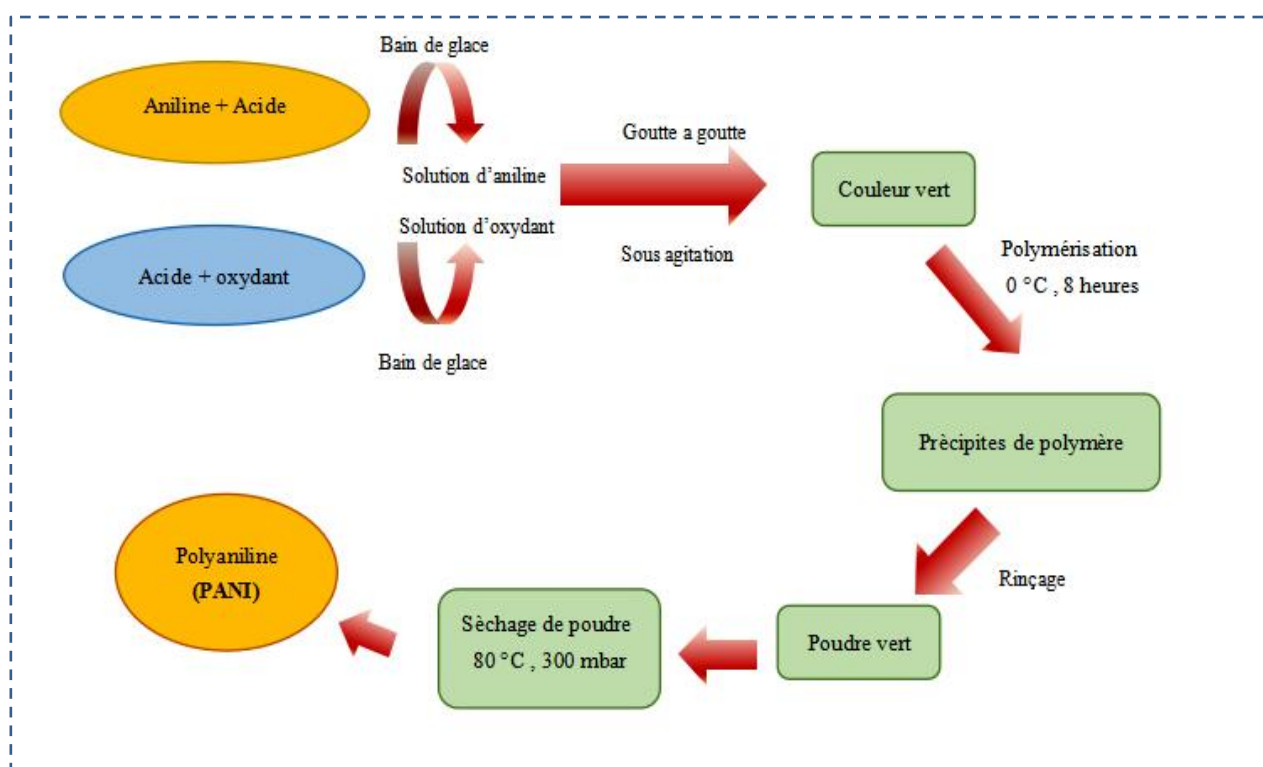 Bain de glace
Aniline + Acide
Solution d'aniline
Goutte a goutte
Couleur vert
Solution d'oxydant
Sous agitation
Acide + oxydant
Bain de glace
Polymérisation
0 °C , 8 heures
Prècipites de polymère
Rinçage
Poudre vert
Sèchage de poudre
80 °C , 300 mbar
Polyaniline
(PANI)